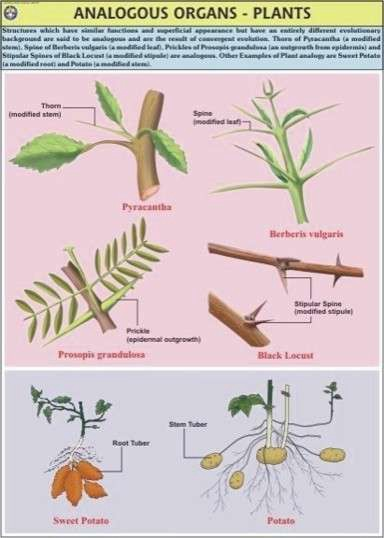 ANALOGOUS ORGANS - PLANTS
Structures which have similar functions and superficial appearance but have an entirely different evolutionary
background are said to be analogous and are the result of convergent evolution. Thorn of Pyracantha (a modified
stem), Spine of Berberis vulgaris (a modified leaf), Prickles of Prosopis grandulosa (an outgrowth from epidermis) and
Stipular Spines of Black Locust (a modified stipule) are analogous. Other Examples of Plant analogy are Sweet Potato
(a modified root) and Potato (a modified stem).
Thorn
(modified stem)
Pyracantha
Spine
(modified leaf)
Berberis vulgaris
Prickle
(epidermal outgrowth)
Prosopis grandulosa
Stipular Spine
(modified stipule)
Black Locust
Root Tuber
Sweet Potato
Stem Tuber
Potato